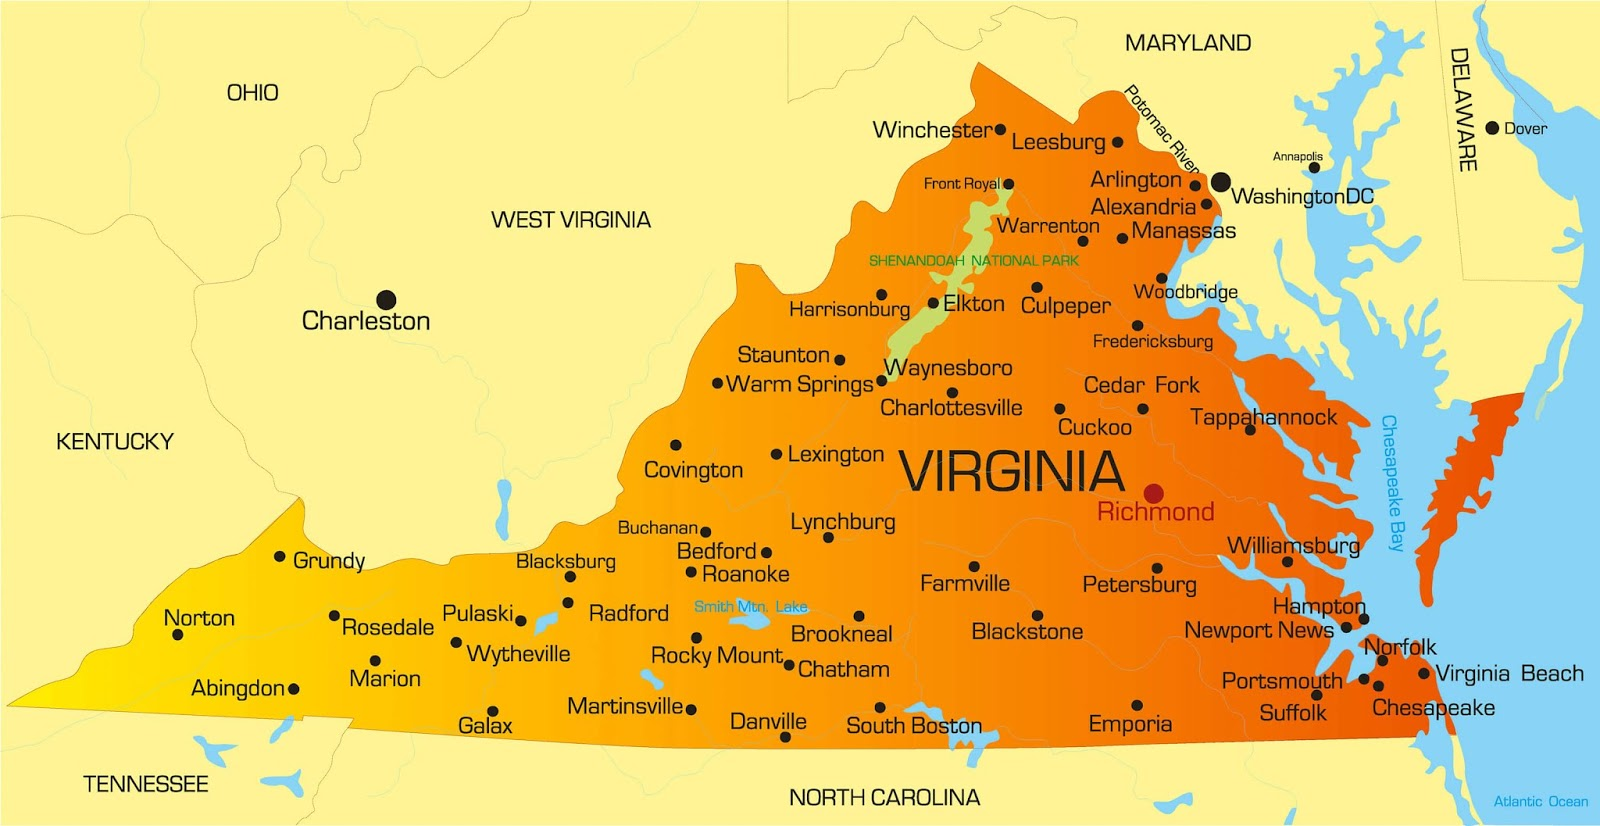 MARYLAND
OHIO
DELAWARE
Potomac River
Winchester
Leesburg
Dover
Annapolis
Front Royal
Arlington
WashingtonDC
Alexandria
WEST VIRGINIA
Warrenton
Manassas
SHENANDOAH NATIONAL PARK
Woodbridge
Harrisonburg
Elkton
Culpeper
Charleston
Fredericksburg
Staunton
Waynesboro
Warm Springs
Cedar Fork
Charlottesville
Tappahannock
Cuckoo
KENTUCKY
Chesapeake Bay
Lexington
Covington
VIRGINIA
Richmond
Lynchburg
Buchanan
Williamsburg
Bedford
Grundy
Blacksburg
Roanoke
Farmville
Petersburg
Smith Mtn. Lake
Hampton
Norton
Pulaski
Radford
Rosedale
Brookneal
Blackstone
Newport News
Norfolk
Wytheville
Rocky Mount
Chatham
Virginia Beach
Marion
Portsmouth
Abingdon
Martinsville
Suffolk
Chesapeake
Galax
Danville
South Boston
Emporia
TENNESSEE
NORTH CAROLINA
Atlantic Ocean